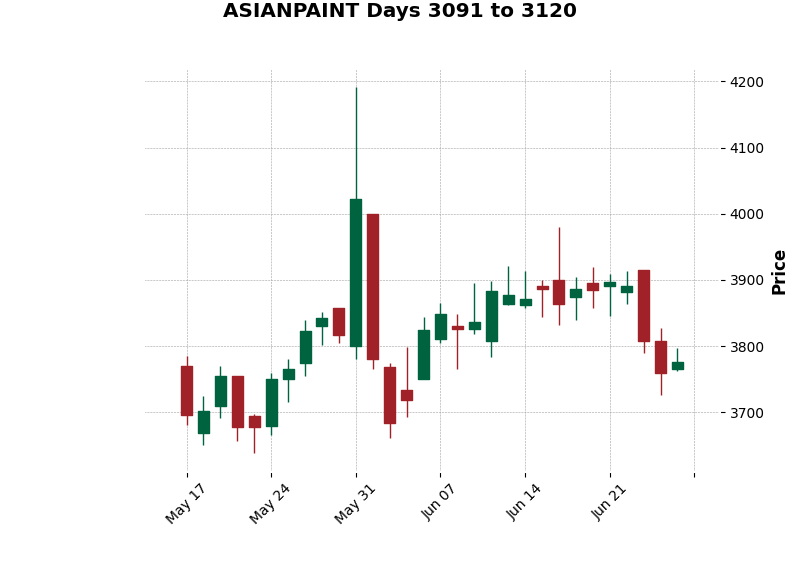 ASIANPAINT Days 3091 to 3120
4200
4100
4000
3900
3800
3700
Price
May 17
May 24
May 31
Jun 07
Jun 14
Jun 21